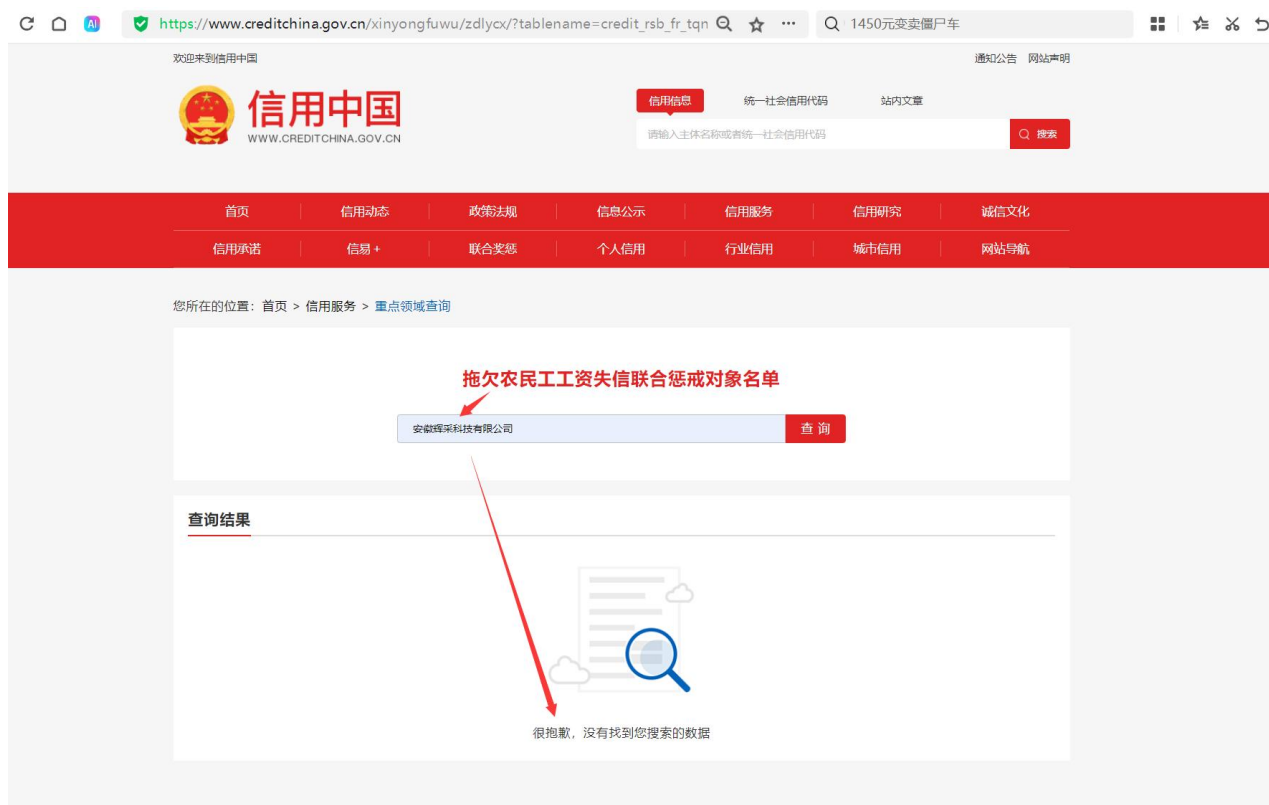 https://www.creditchina.gov.cn/xinyongfuwu/zdlycx/?tablename=credit_rsb_fr_tqn
1450元变卖僵尸车
AI
欢迎来到信用中国
通知公告 网站声明
信用中国
WWW.CREDITCHINA.GOV.CN
信用信息 统一社会信用代码 站内文章
请输入主体名称或者统一社会信用代码
搜索
首页 信用动态 政策法规 信息公示 信用服务 信用研究 诚信文化
信用承诺 信易+ 联合奖惩 个人信用 行业信用 城市信用 网站导航
您所在的位置：首页 > 信用服务 > 重点领域查询
拖欠农民工工资失信联合惩戒对象名单
安徽辉采科技有限公司
查询
查询结果
很抱歉，没有找到您搜索的数据